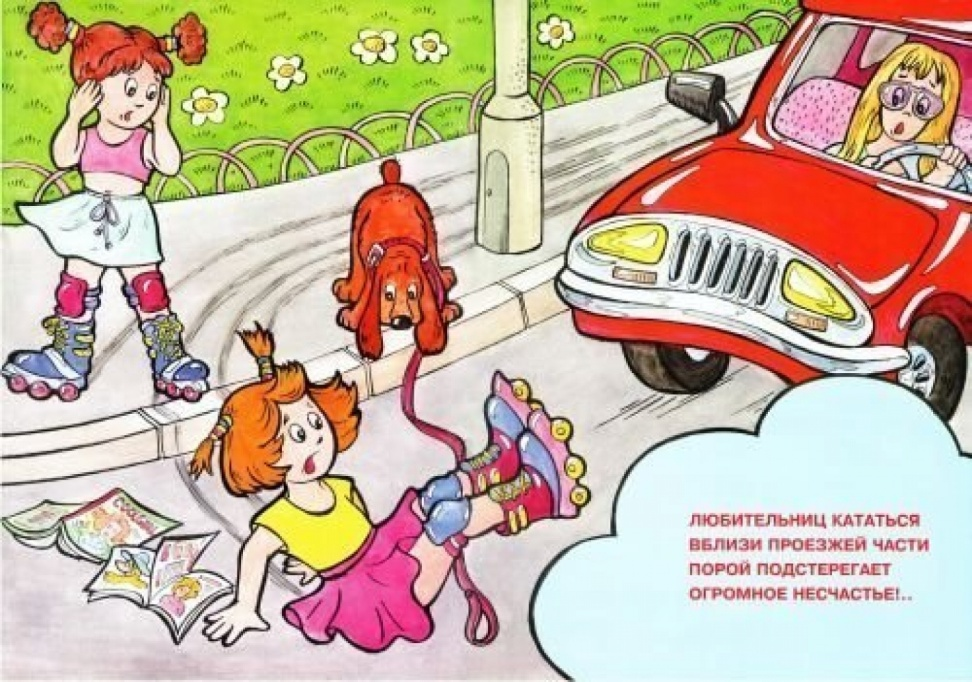 ЛЮБИТЕЛЬНИЦ КАТАТЬСЯ
ВБЛИЗИ ПРОЕЗЖЕЙ ЧАСТИ
ПОРОЙ ПОДСТЕРЕГАЕТ
ОГРОМНОЕ НЕСЧАСТЬЕ!..